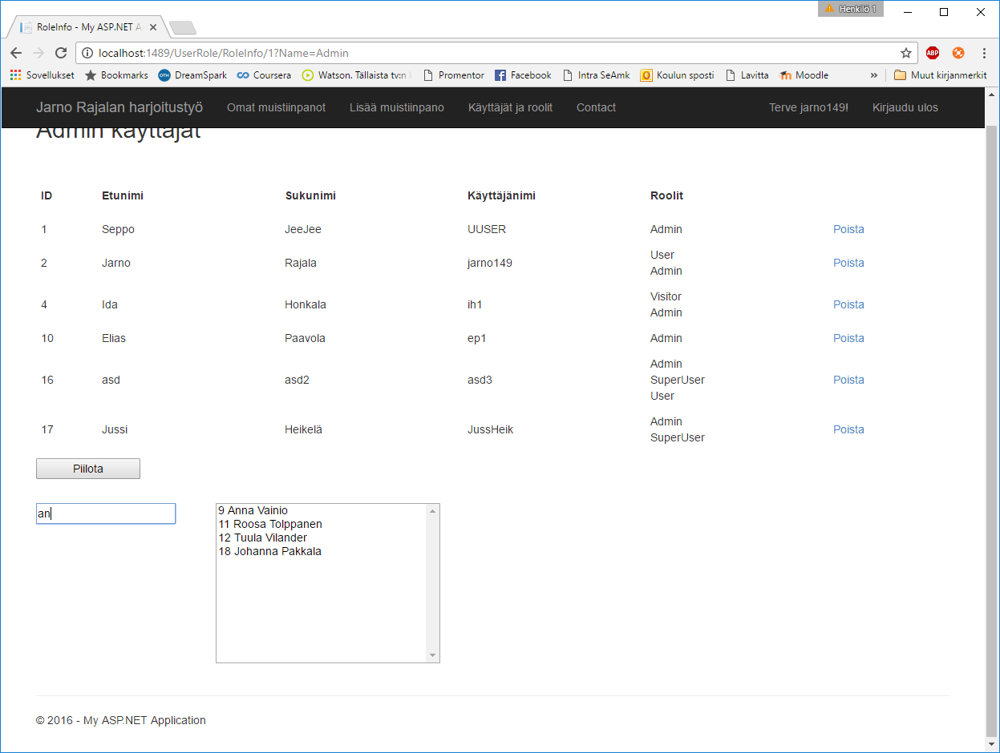 Henkilö 1
RoleInfo - My ASP.NET A
localhost:1489/UserRole/RoleInfo/1?Name=Admin
ABP
Sovellukset Bookmarks OTH DreamSpark Coursera Watson. Tällaista tv:n Promentor Facebook Intra SeAmk Koulun sposti Lavitta Moodle » Muut kirjanmerkit
Jarno Rajalan harjoitustyö Omat muistiinpanot Lisää muistiinpano Käyttäjät ja roolit Contact Terve jarno149! Kirjaudu ulos
Admin käyttäjät
ID Etunimi Sukunimi Käyttäjänimi Roolit
1 Seppo JeeJee UUSER Admin Poista
2 Jarno Rajala jarno149 User Poista
Admin
4 Ida Honkala ih1 Visitor Poista
Admin
10 Elias Paavola ep1 Admin Poista
16 asd asd2 asd3 Admin Poista
SuperUser
User
17 Jussi Heikelä JussHeik Admin Poista
SuperUser
Piilota
an
9 Anna Vainio
11 Roosa Tolppanen
12 Tuula Vilander
18 Johanna Pakkala
© 2016 - My ASP.NET Application